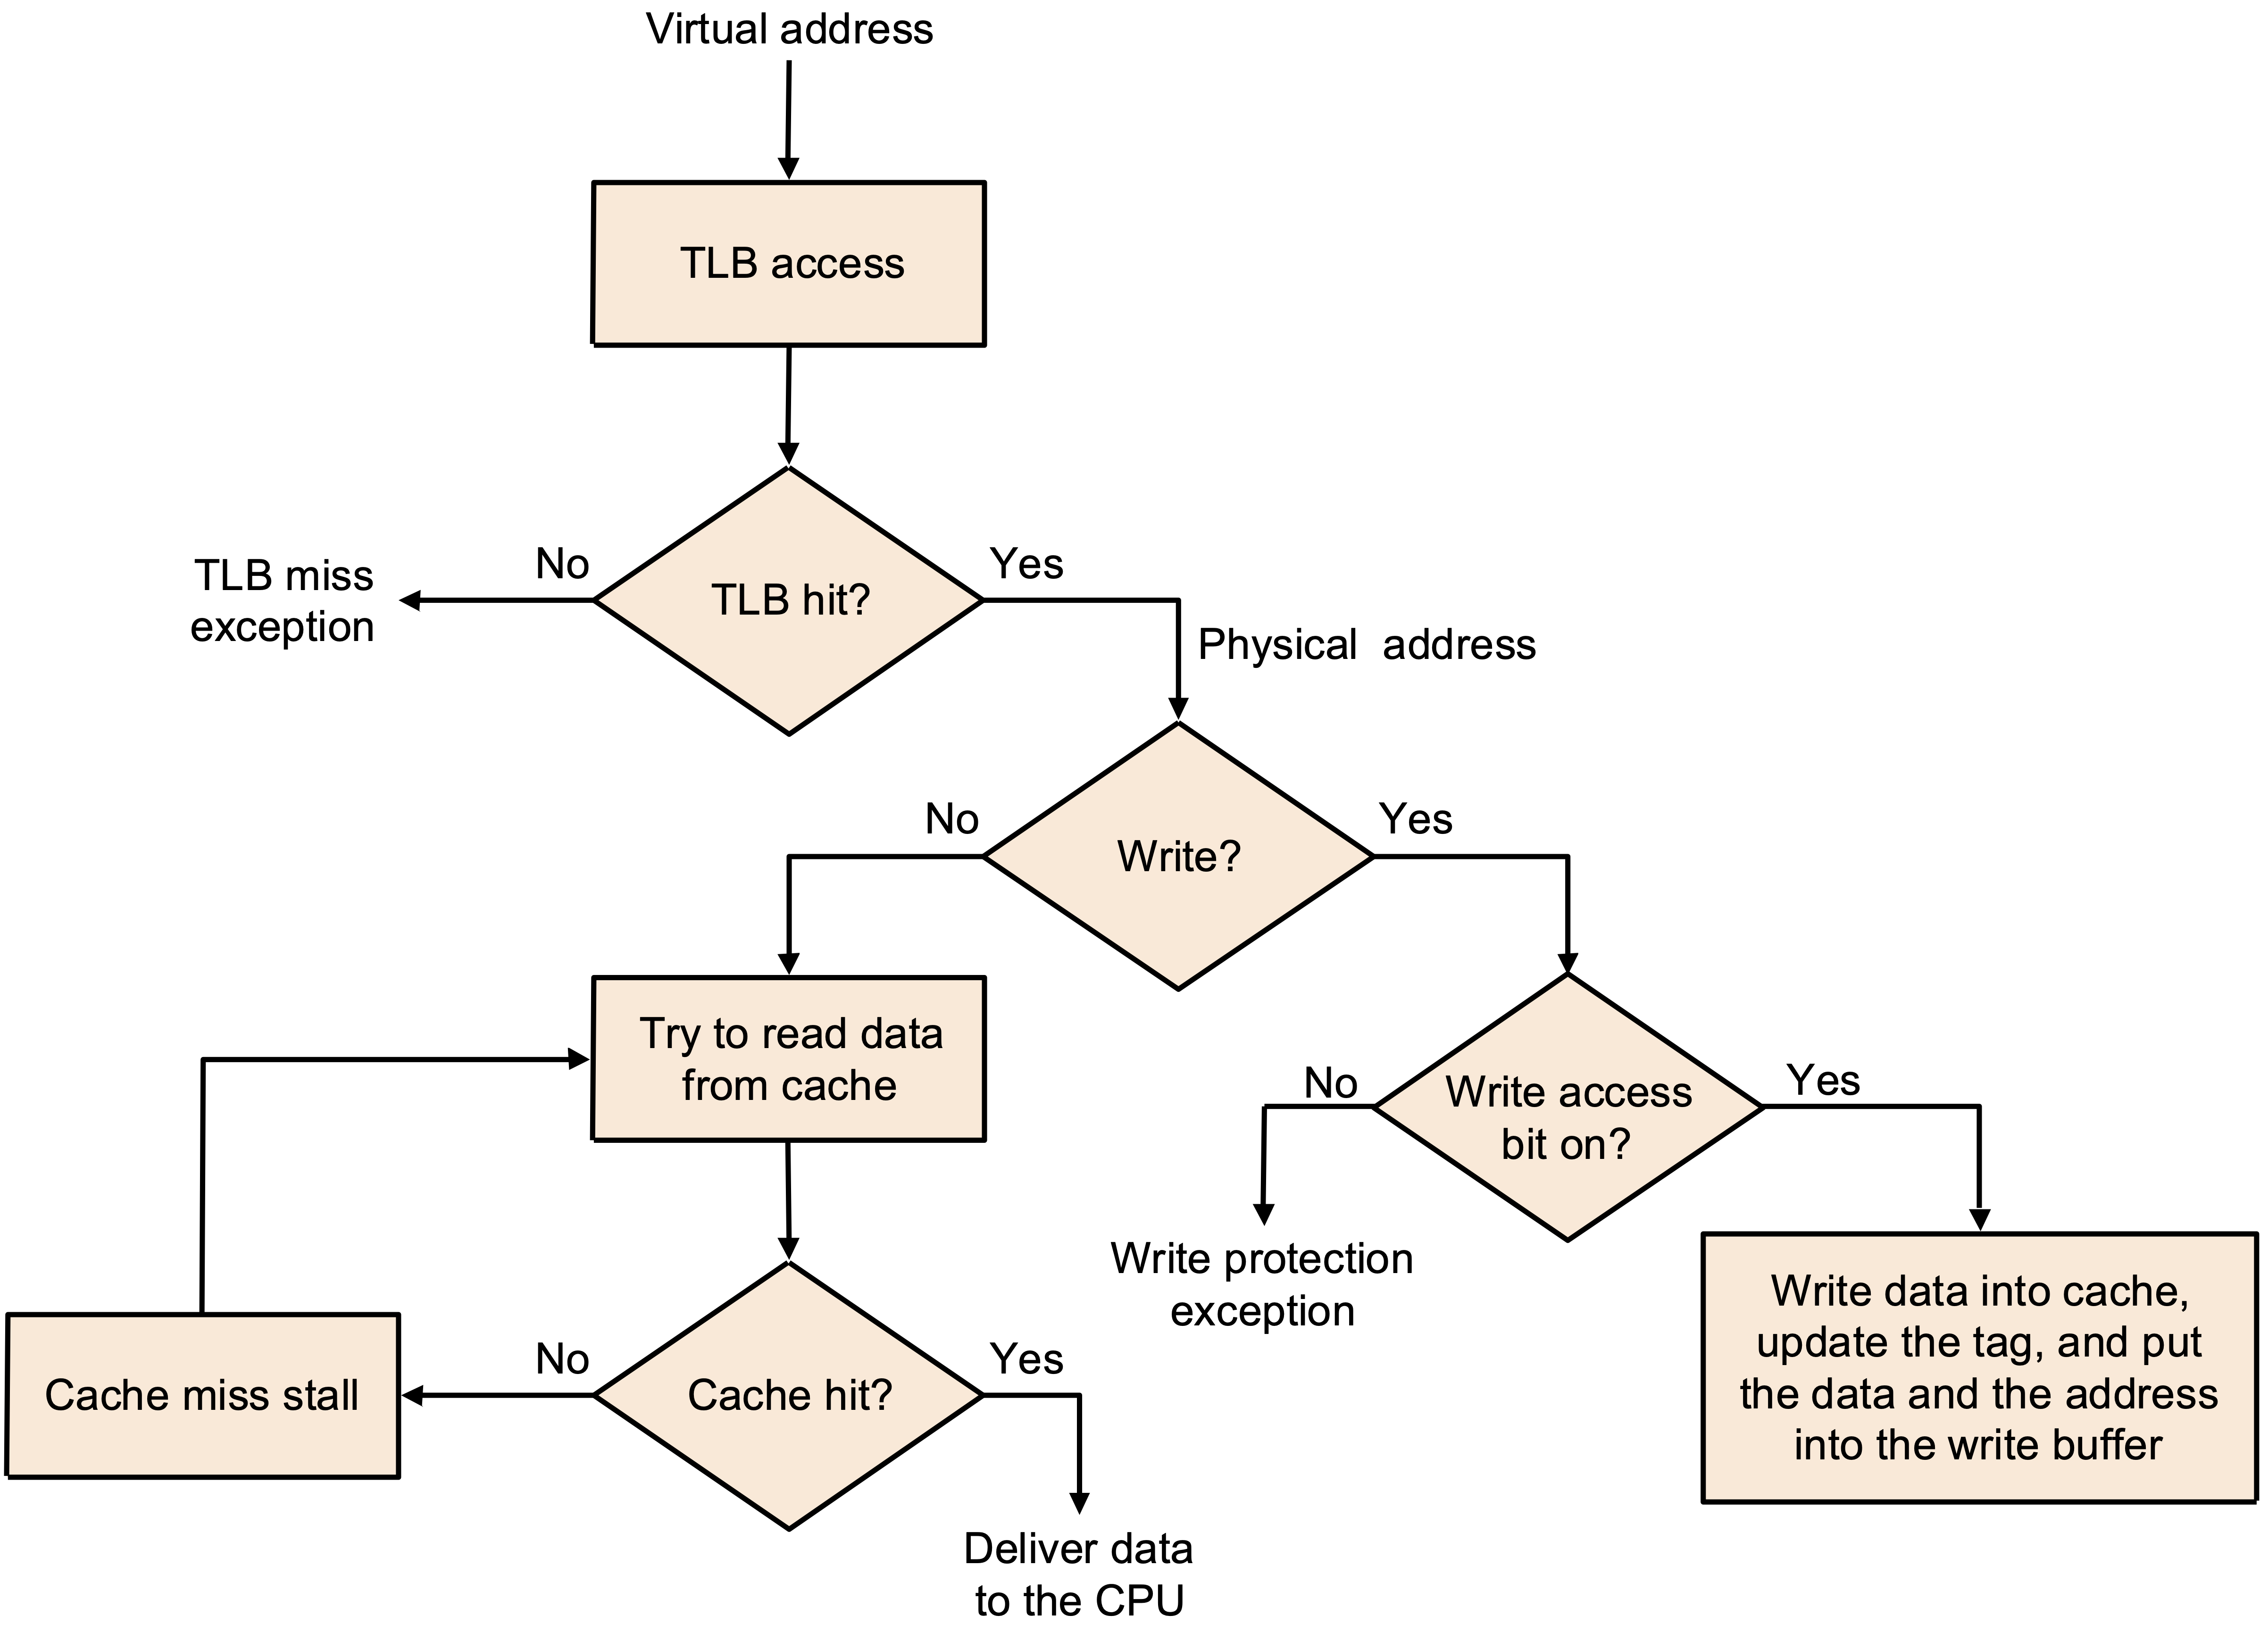 Virtual address
TLB access
No
Yes
TLB miss
exception
TLB hit?
Physical address
No
Yes
Write?
Try to read data
from cache
No
Yes
Write access
bit on?
Write protection
exception
Write data into cache,
update the tag, and put
the data and the address
into the write buffer
No
Yes
Cache miss stall
Cache hit?
Deliver data
to the CPU